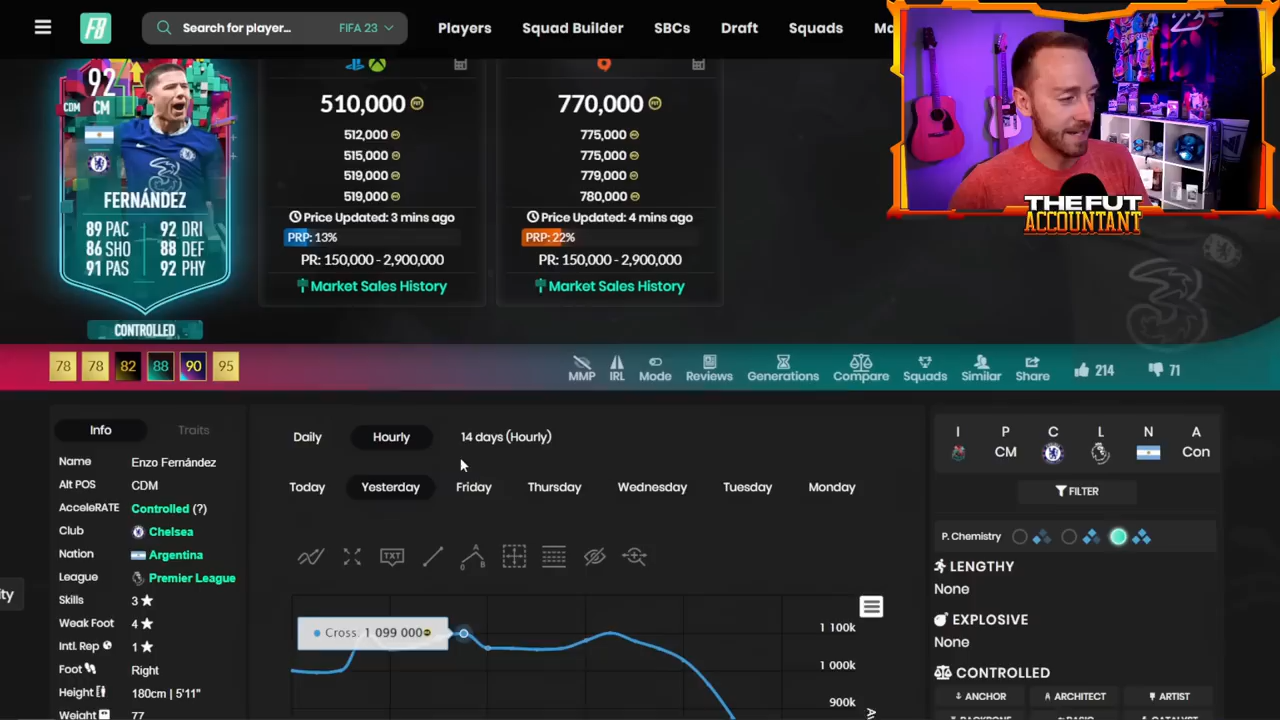 F8
Search for player...
FIFA 23
Players
Squad Builder
SBCs
Draft
Squads
Ma
92
CM
CDM
FERNÁNDEZ
89 PAC 92 DRI
86 SHO 88 DEF
91 PAS 92 PHY
CONTROLLED
510,000
512,000
515,000
519,000
519,000
Price Updated: 3 mins ago
PRP: 13%
PR: 150,000 - 2,900,000
Market Sales History
770,000
775,000
775,000
779,000
780,000
Price Updated: 4 mins ago
PRP: 22%
PR: 150,000 - 2,900,000
Market Sales History
THE FUT
ACCOUNTANT
78 78 82 88 90 95
MMP
IRL
Mode
Reviews
Generations
Compare
Squads
Similar
Share
214
71
Info
Traits
Name Enzo Fernández
Alt POS CDM
AcceleRATE Controlled (?)
Club Chelsea
Nation Argentina
League Premier League
Skills 3
Weak Foot 4
Intl. Rep 1
Foot Right
Height 180cm | 5'11"
Weight 77
ity
Daily
Hourly
14 days (Hourly)
Today
Yesterday
Friday
Thursday
Wednesday
Tuesday
Monday
TXT
Cross. 1 099 000
1 100k
1 000k
900k
I P C L N A
CM
Con
FILTER
P. Chemistry
LENGTHY
None
EXPLOSIVE
None
CONTROLLED
ANCHOR
ARCHITECT
ARTIST